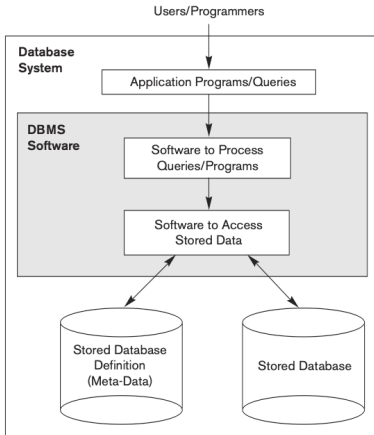 Users/Programmers
Database
System
Application Programs/Queries
DBMS
Software
Software to Process
Queries/Programs
Software to Access
Stored Data
Stored Database
Definition
(Meta-Data)
Stored Database